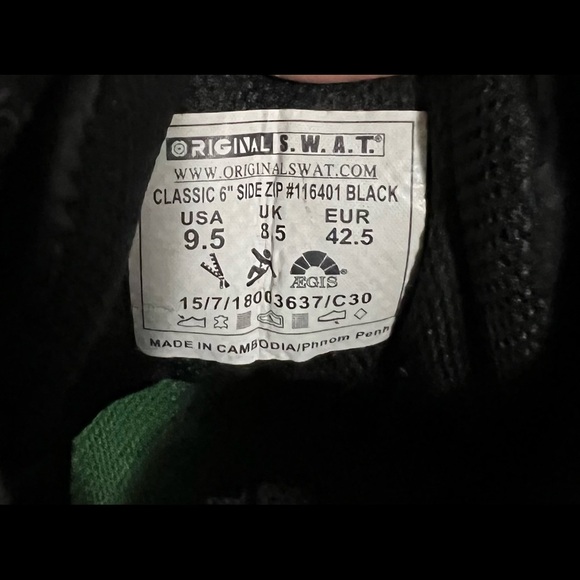 ORIGINAL S.W.A.T.®
WWW.ORIGINALSWAT.COM
CLASSIC 6" SIDE ZIP #116401 BLACK
USA UK EUR
9.5 8 5 42.5
ÆGIS
15/7/18003637/C30
MADE IN CAMBODIA/Phnom Penh